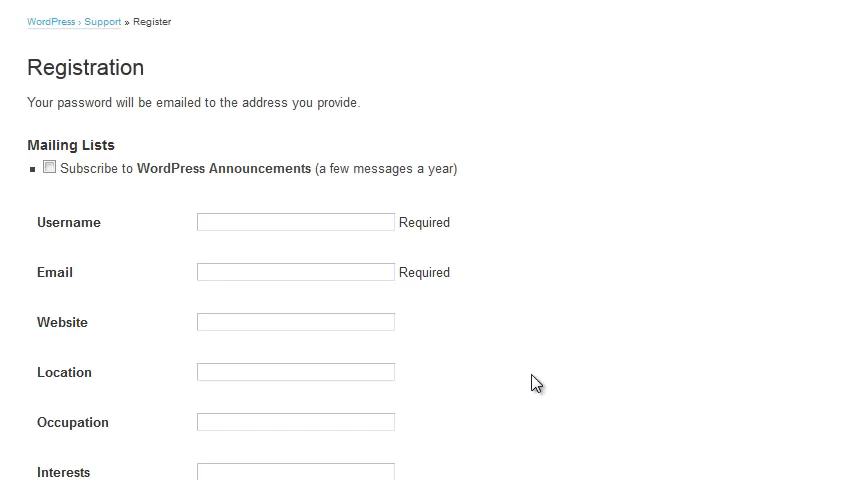 WordPress › Support » Register
Registration
Your password will be emailed to the address you provide.
Mailing Lists
Subscribe to WordPress Announcements (a few messages a year)
Username Required
Email Required
Website
Location
Occupation
Interests